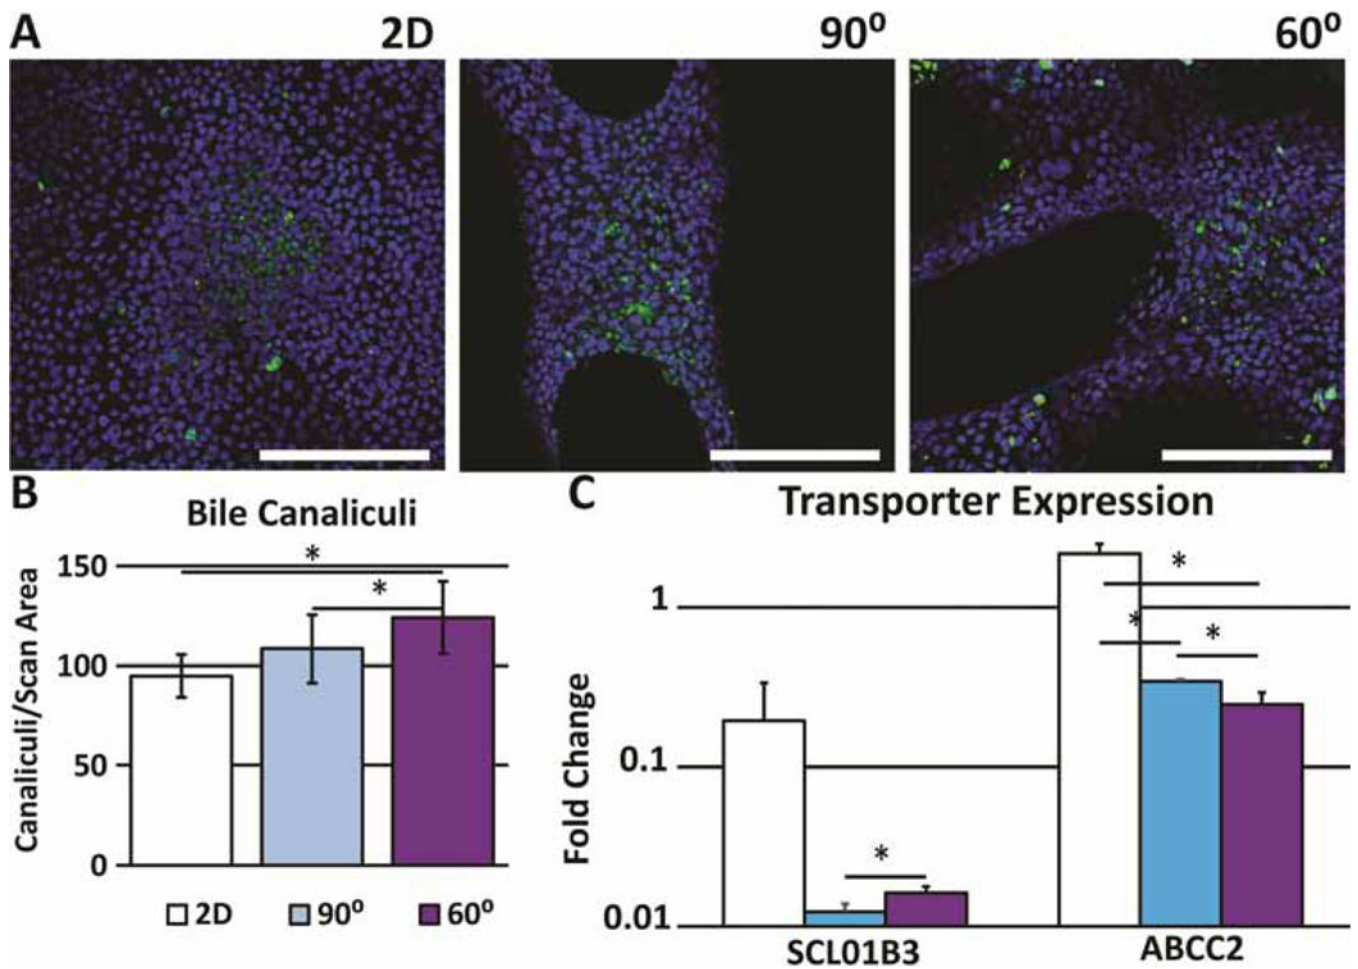 A 2D 90⁰ 60⁰
B Bile Canaliculi
Canaliculi/Scan Area
150
*
*
100
50
0
2D 90⁰ 60⁰
C Transporter Expression
Fold Change
1
*
*
*
0.1
*
0.01
SCL01B3 ABCC2